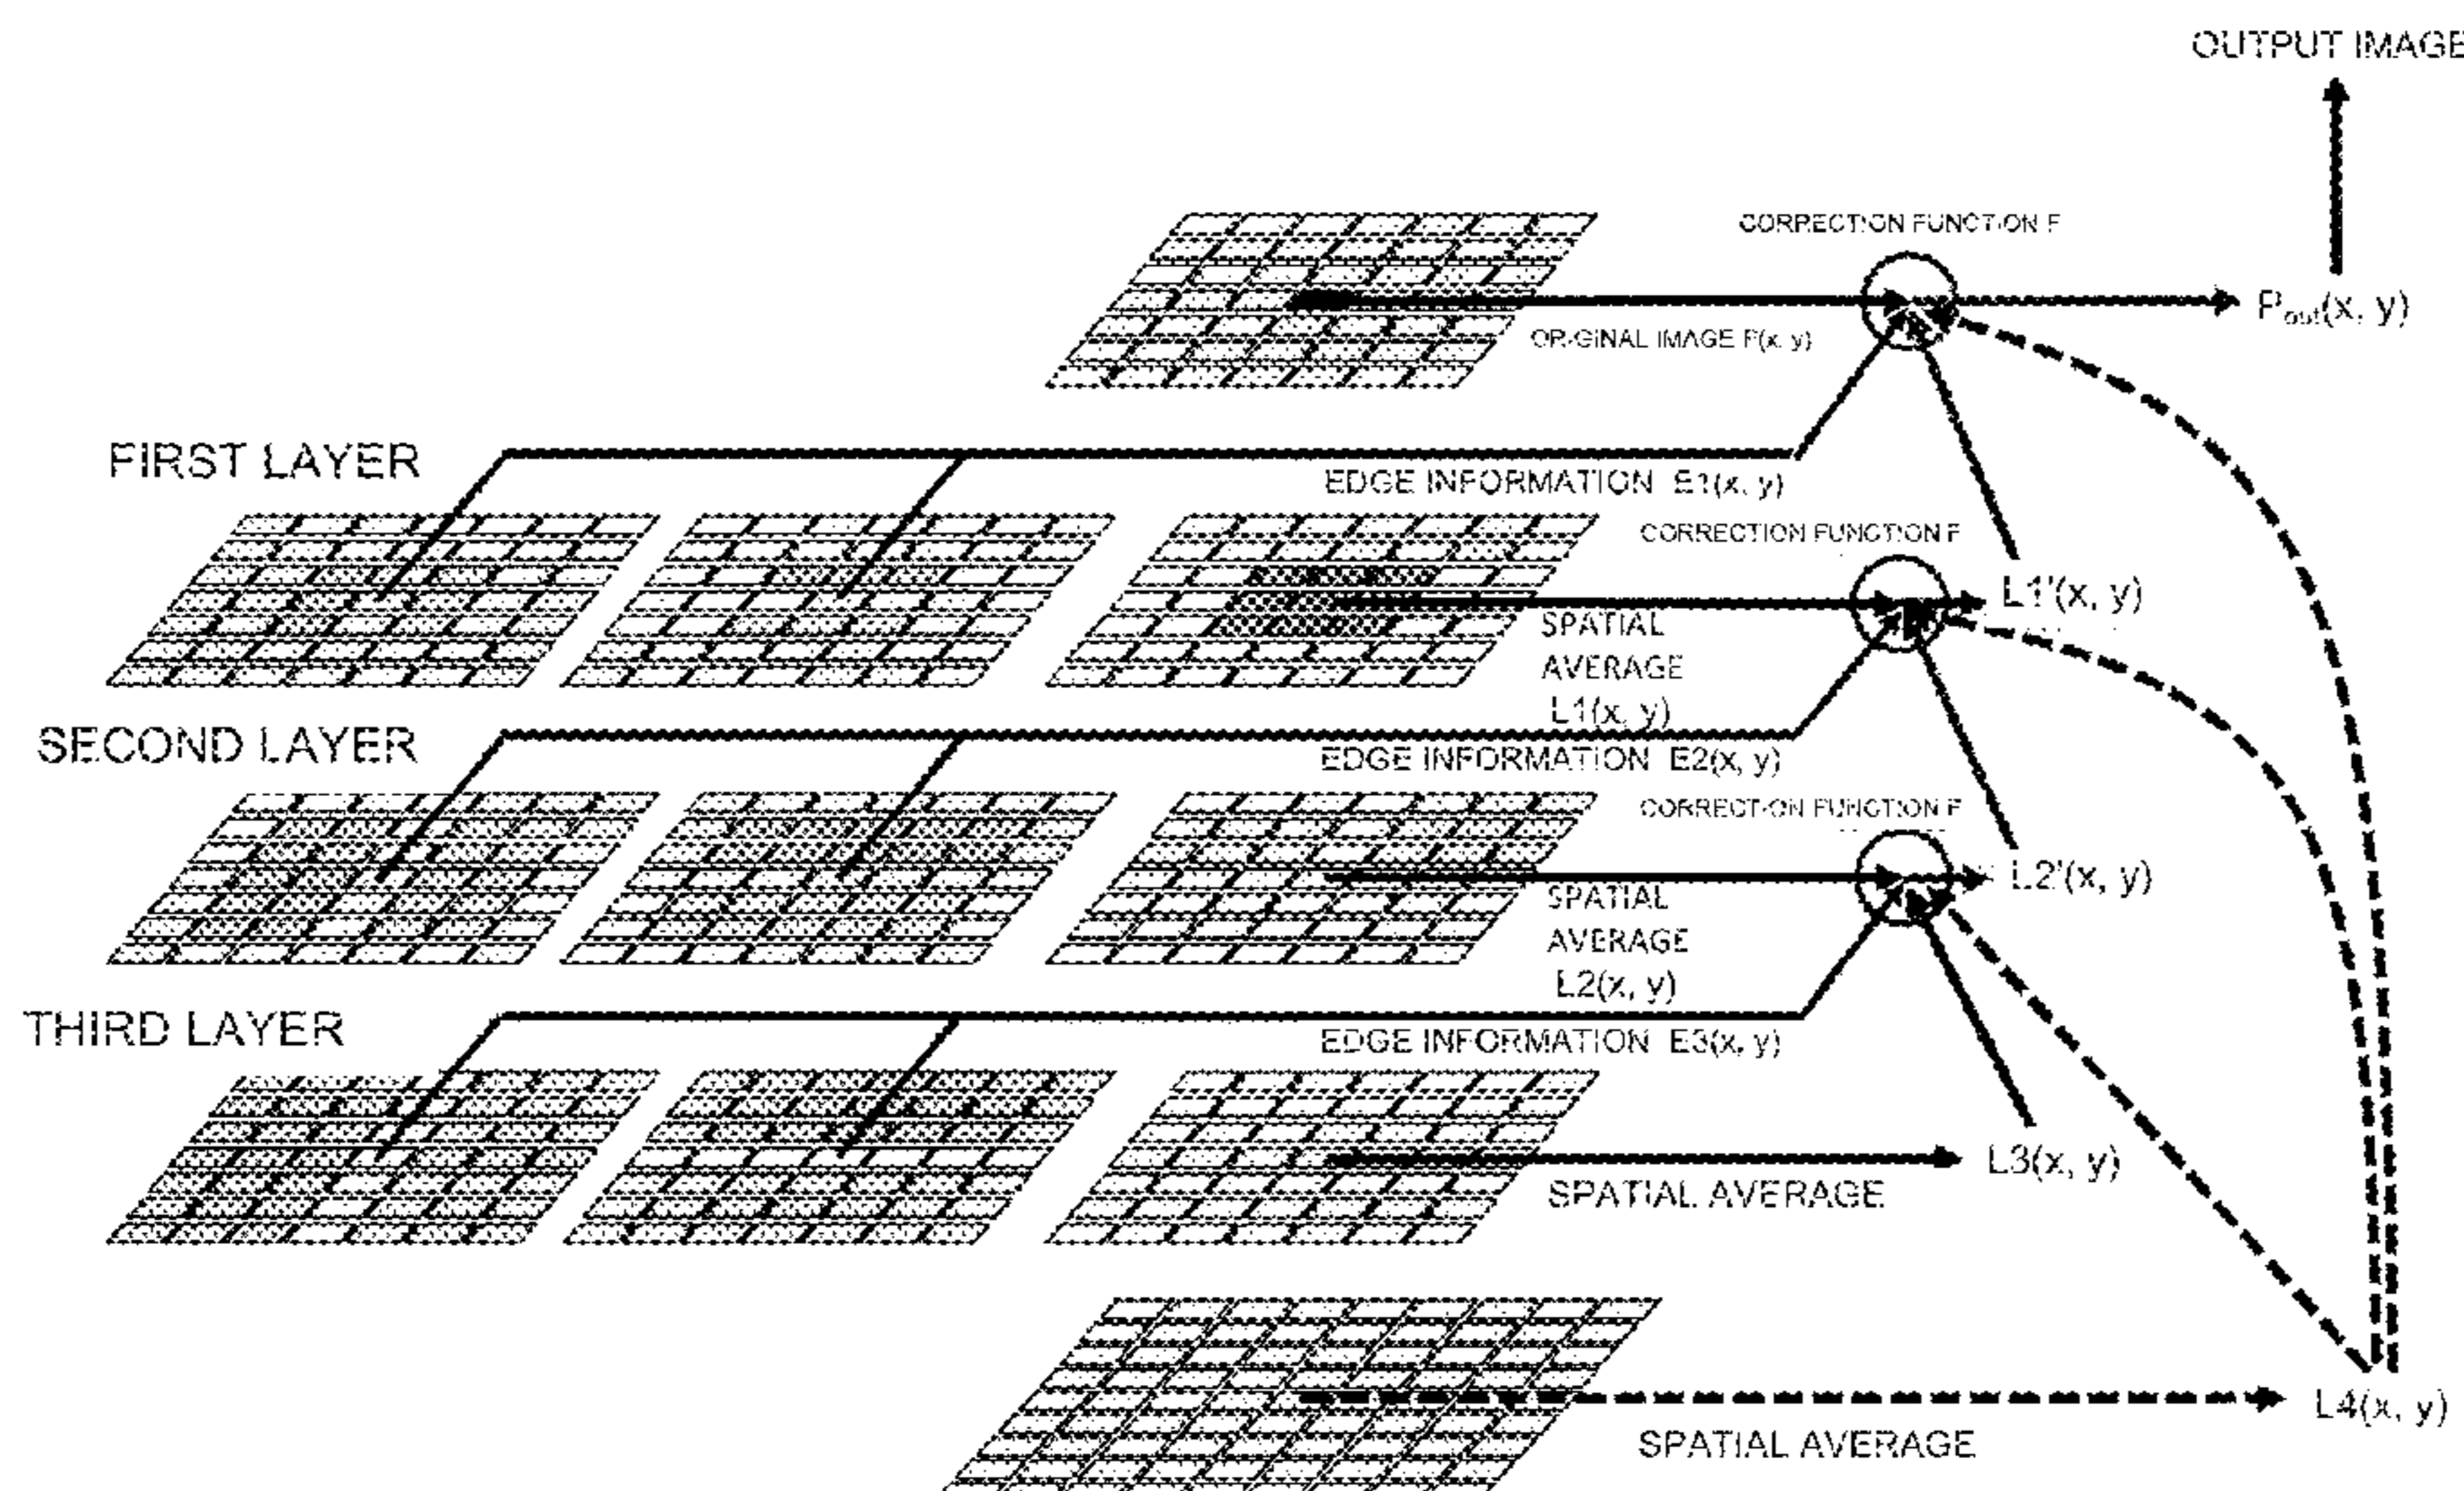 OUTPUT IMAGE
CORRECTION FUNCTION F
Pout(x, y)
ORIGINAL IMAGE P(x, y)
FIRST LAYER
EDGE INFORMATION E1(x, y)
CORRECTION FUNCTION F
L1'(x, y)
SPATIAL
AVERAGE
L1(x, y)
SECOND LAYER
EDGE INFORMATION E2(x, y)
CORRECTION FUNCTION F
L2'(x, y)
SPATIAL
AVERAGE
L2(x, y)
THIRD LAYER
EDGE INFORMATION E3(x, y)
L3(x, y)
SPATIAL AVERAGE
L4(x, y)
SPATIAL AVERAGE